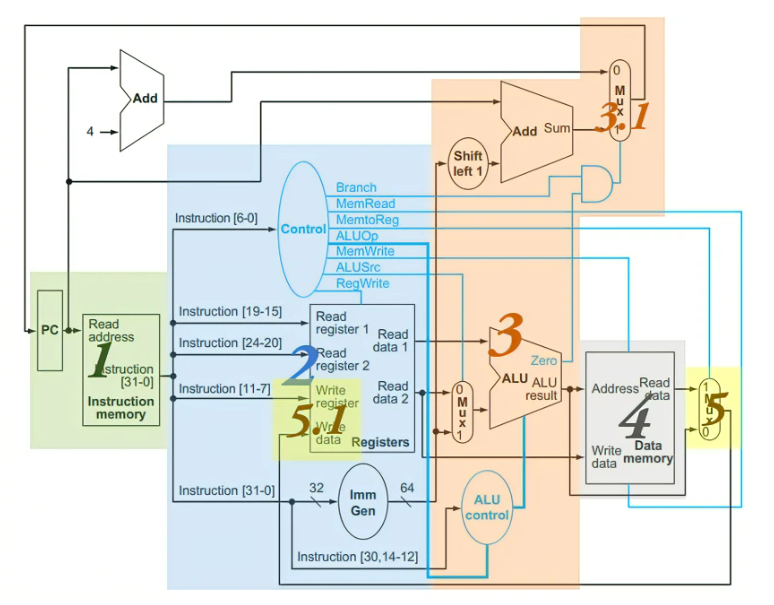 Add
4
Add Sum
0
Mux
1
3.1
Shift
left 1
Branch
MemRead
MemtoReg
ALUOp
MemWrite
ALUSrc
RegWrite
Control
Instruction [6-0]
PC
Read
address
Instruction
[31-0]
Instruction
memory
1
Instruction [19-15]
Instruction [24-20]
Instruction [11-7]
Read
register 1
Read
register 2
Write
register
Write
data
Registers
Read
data 1
Read
data 2
2
5.1
0
Mux
1
3
Zero
ALU
ALU
result
Address
Read
data
Write
data
Data
memory
4
1
Mux
0
5
Instruction [31-0]
32
Imm
Gen
64
ALU
control
Instruction [30,14-12]